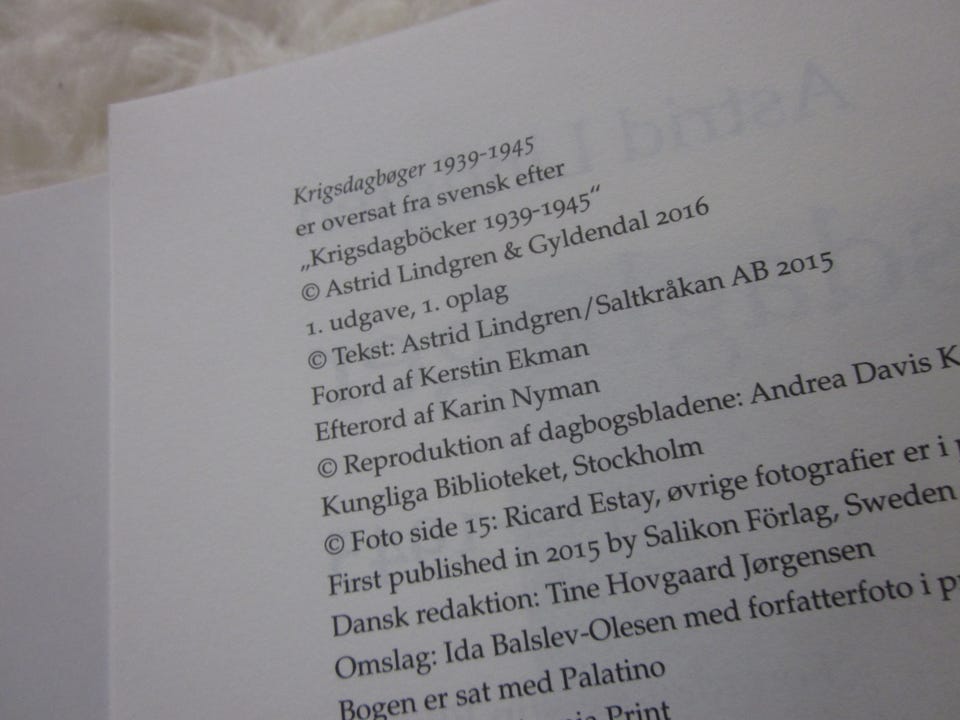 Krigsdagbøger 1939-1945
er oversat fra svensk efter
„Krigsdagböcker 1939-1945“
© Astrid Lindgren & Gyldendal 2016
1. udgave, 1. oplag
© Tekst: Astrid Lindgren/Saltkråkan AB 2015
Forord af Kerstin Ekman
Efterord af Karin Nyman
© Reproduktion af dagbogsbladene: Andrea Davis K
Kungliga Biblioteket, Stockholm
© Foto side 15: Ricard Estay, øvrige fotografier er i
First published in 2015 by Salikon Förlag, Sweden
Dansk redaktion: Tine Hovgaard Jørgensen
Omslag: Ida Balslev-Olesen med forfatterfoto i
Bogen er sat med Palatino
Print